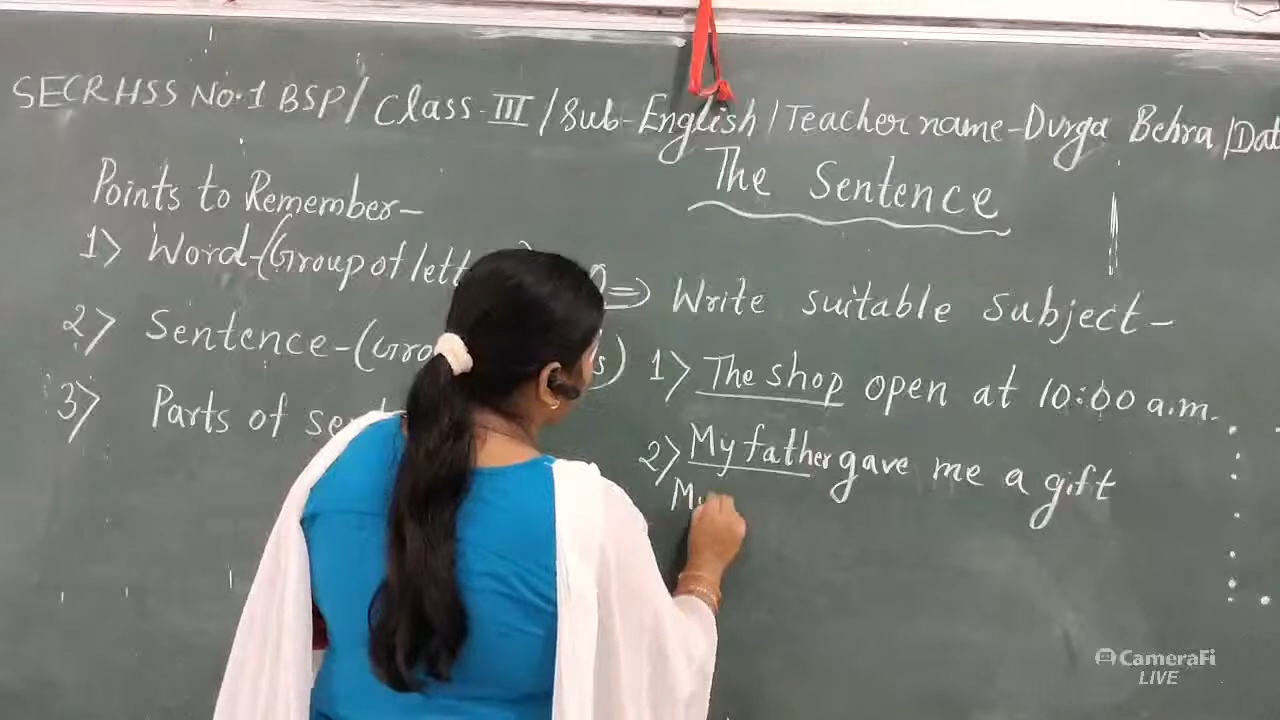 SECR HSS No.1 BSP/ Class-III / Sub-English / Teacher name-Durga Behra /Dat
The Sentence
Points to Remember-
1) Word-(Group of lett
2) Sentence-(Gro s)
3) Parts of se
Q=) Write suitable subject-
1) The shop open at 10:00 a.m.
2) My father gave me a gift
My
CameraFi
LIVE